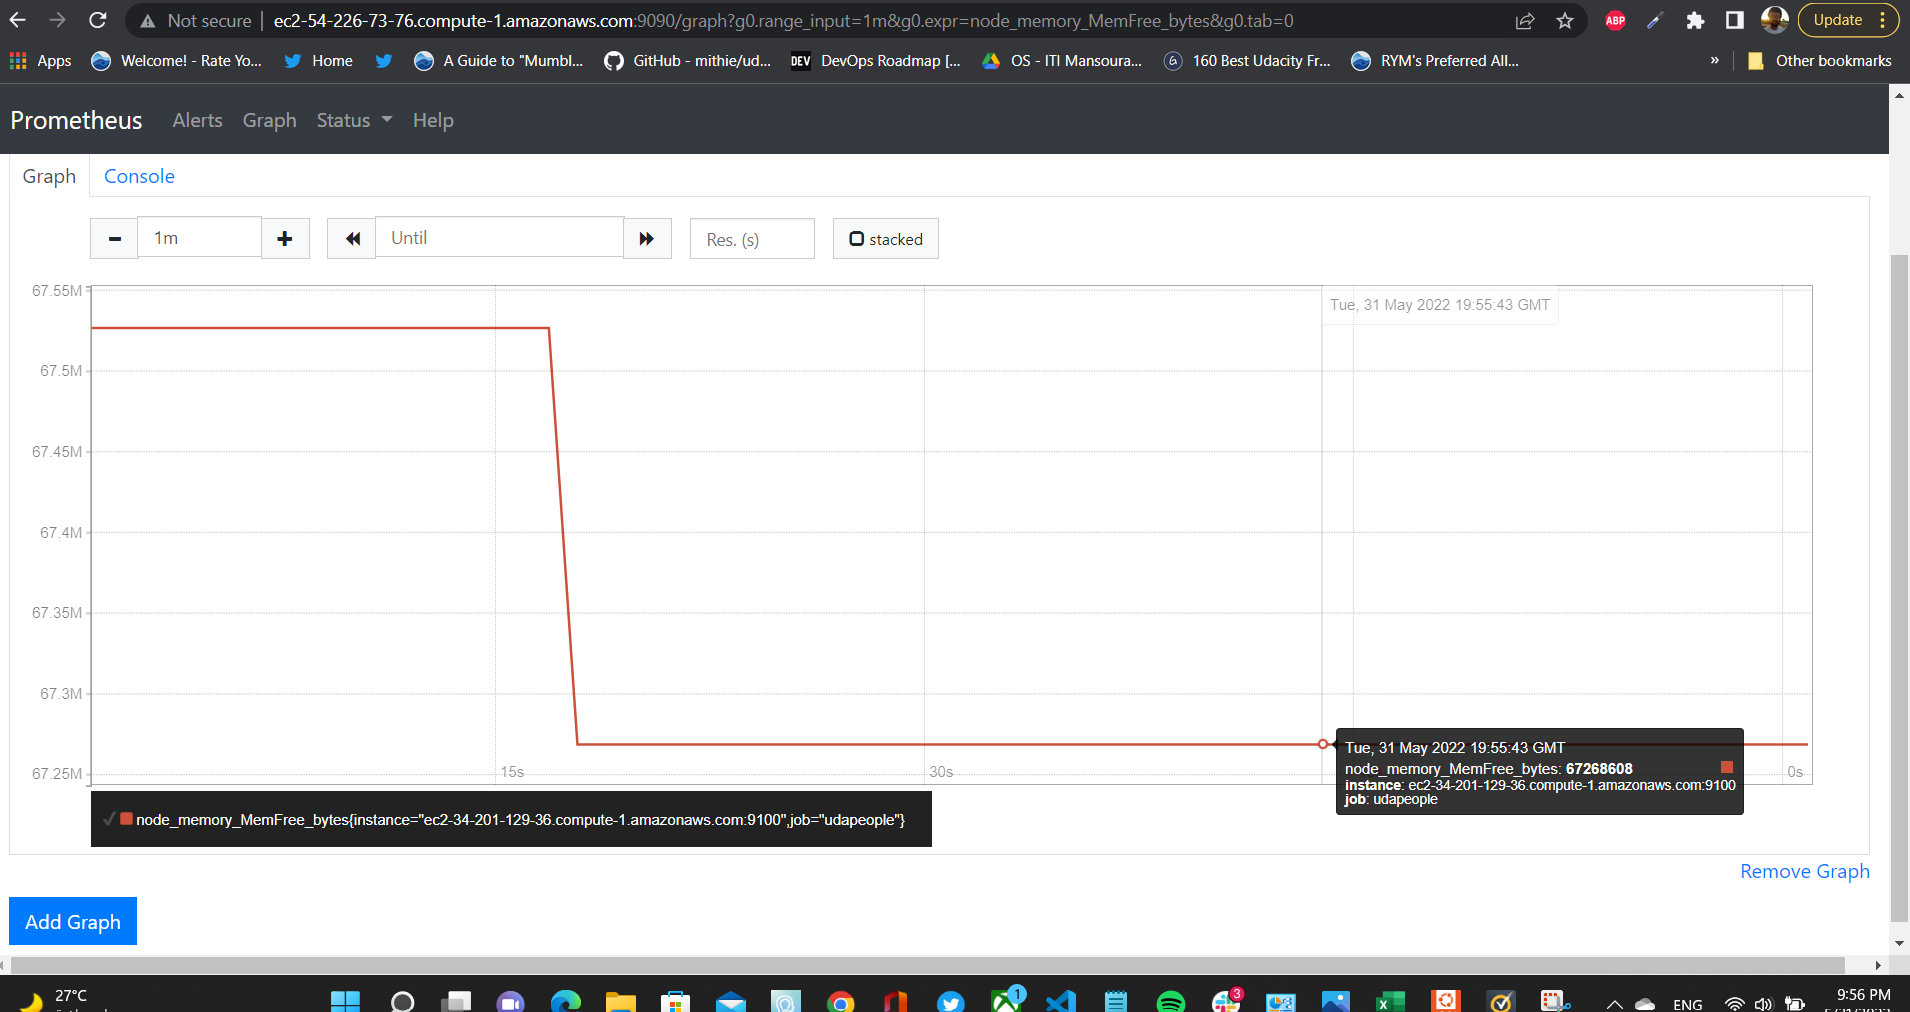 Not secure | ec2-54-226-73-76.compute-1.amazonaws.com:9090/graph?g0.range_input=1m&g0.expr=node_memory_MemFree_bytes&g0.tab=0
ABP
Update
Apps
Welcome! - Rate Yo...
Home
A Guide to "Mumbl...
GitHub - mithie/ud...
DEV
DevOps Roadmap [...
OS - ITI Mansoura...
160 Best Udacity Fr...
RYM's Preferred All...
»
Other bookmarks
Prometheus
Alerts
Graph
Status
Help
Graph
Console
1m
Until
Res. (s)
stacked
67.55M
Tue, 31 May 2022 19:55:43 GMT
67.5M
67.45M
67.4M
67.35M
67.3M
67.25M
15s
30s
0s
Tue, 31 May 2022 19:55:43 GMT
node_memory_MemFree_bytes: 67268608
instance: ec2-34-201-129-36.compute-1.amazonaws.com:9100
job: udapeople
node_memory_MemFree_bytes{instance="ec2-34-201-129-36.compute-1.amazonaws.com:9100",job="udapeople"}
Remove Graph
Add Graph
27°C
1
3
ENG
9:56 PM